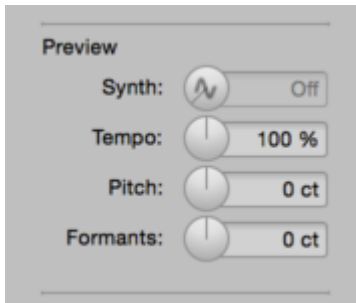 Preview
Synth: Off
Tempo: 100 %
Pitch: 0 ct
Formants: 0 ct